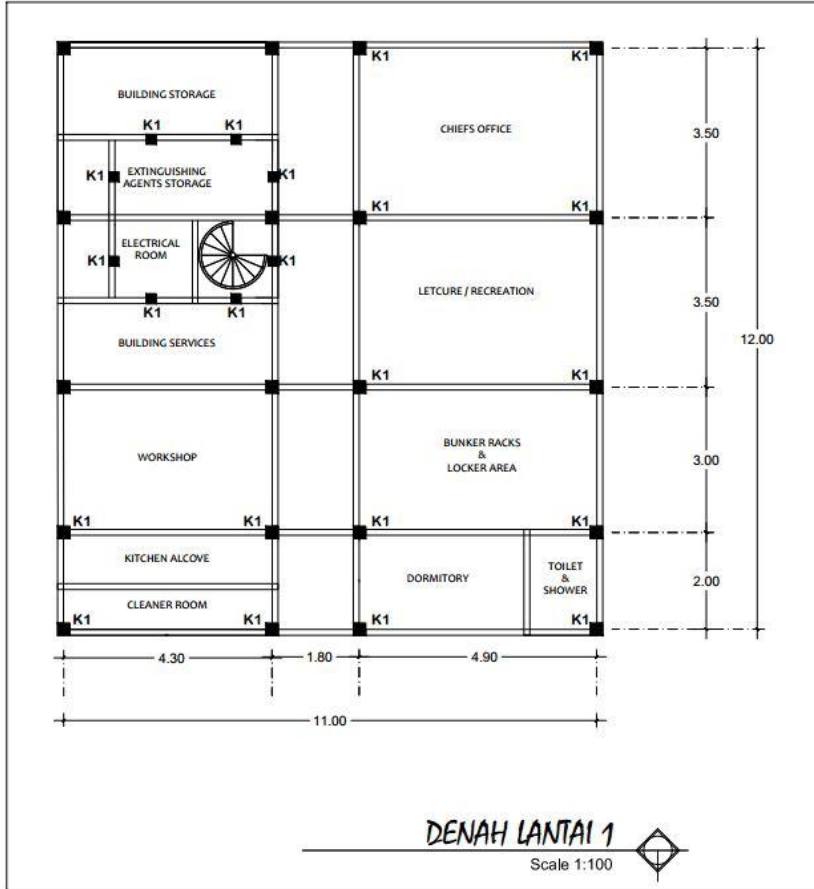 K1 K1
BUILDING STORAGE
K1 K1
CHIEFS OFFICE
3.50
K1 EXTINGUISHING K1
AGENTS STORAGE
K1 K1
ELECTRICAL
ROOM
K1 K1
LETCURE / RECREATION
3.50
K1 K1
BUILDING SERVICES
12.00
K1 K1
BUNKER RACKS
&
LOCKER AREA
WORKSHOP
3.00
K1 K1 K1 K1
KITCHEN ALCOVE
DORMITORY
TOILET
&
SHOWER
2.00
CLEANER ROOM
K1 K1 K1 K1
4.30 1.80 4.90
11.00
DENAH LANTAI 1
Scale 1:100